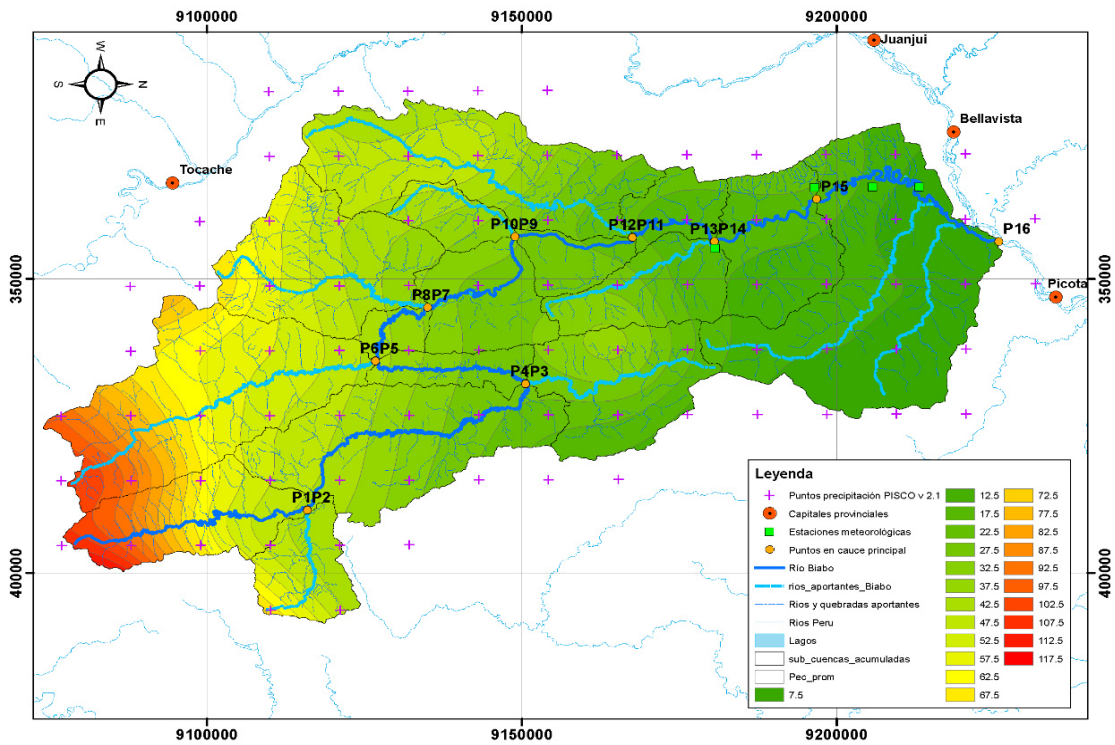 9100000
9150000
9200000
W
S
N
E
Juanjui
Bellavista
Tocache
P15
P10P9
P12P11
P13P14
P16
350000
350000
Picota
P8P7
P6P5
P4P3
P1P2
400000
400000
Leyenda
Puntos precipitación PISCO v 2.1
Capitales provinciales
Estaciones meteorológicas
Puntos en cauce principal
Río Biabo
rios_aportantes_Biabo
Rios y quebradas aportantes
Rios Peru
Lagos
sub_cuencas_acumuladas
Pec_prom
7.5
12.5
17.5
22.5
27.5
32.5
37.5
42.5
47.5
52.5
57.5
62.5
67.5
72.5
77.5
82.5
87.5
92.5
97.5
102.5
107.5
112.5
117.5
9100000
9150000
9200000